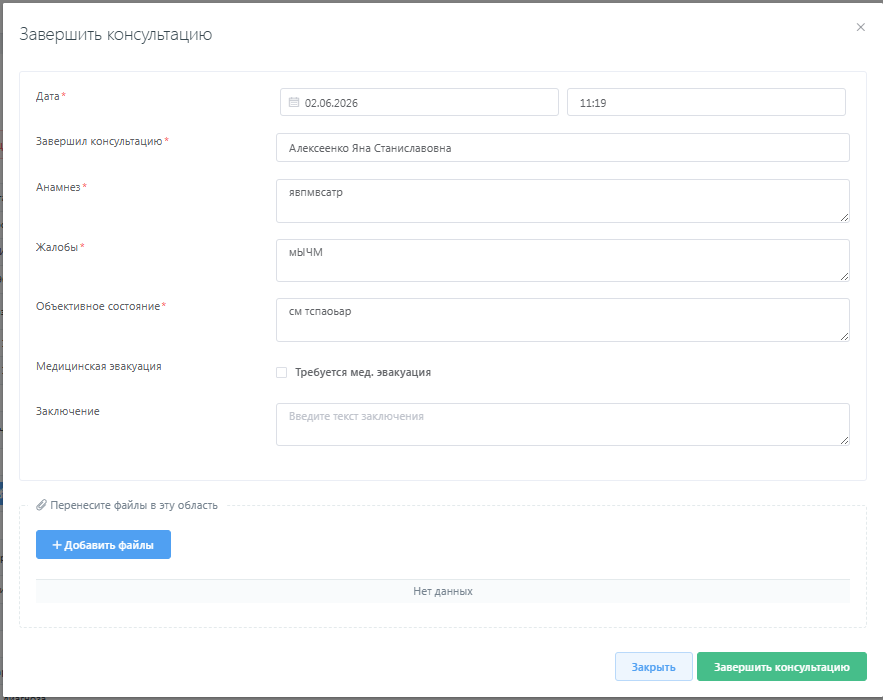 Завершить консультацию
Дата*
02.06.2026
11:19
Завершил консультацию*
Алексеенко Яна Станиславовна
Анамнез*
явпмвсатр
Жалобы*
мЫЧМ
Объективное состояние*
см тспаоьар
Медицинская эвакуация
Требуется мед. эвакуация
Заключение
Введите текст заключения
Перенесите файлы в эту область
+ Добавить файлы
Нет данных
Закрыть
Завершить консультацию